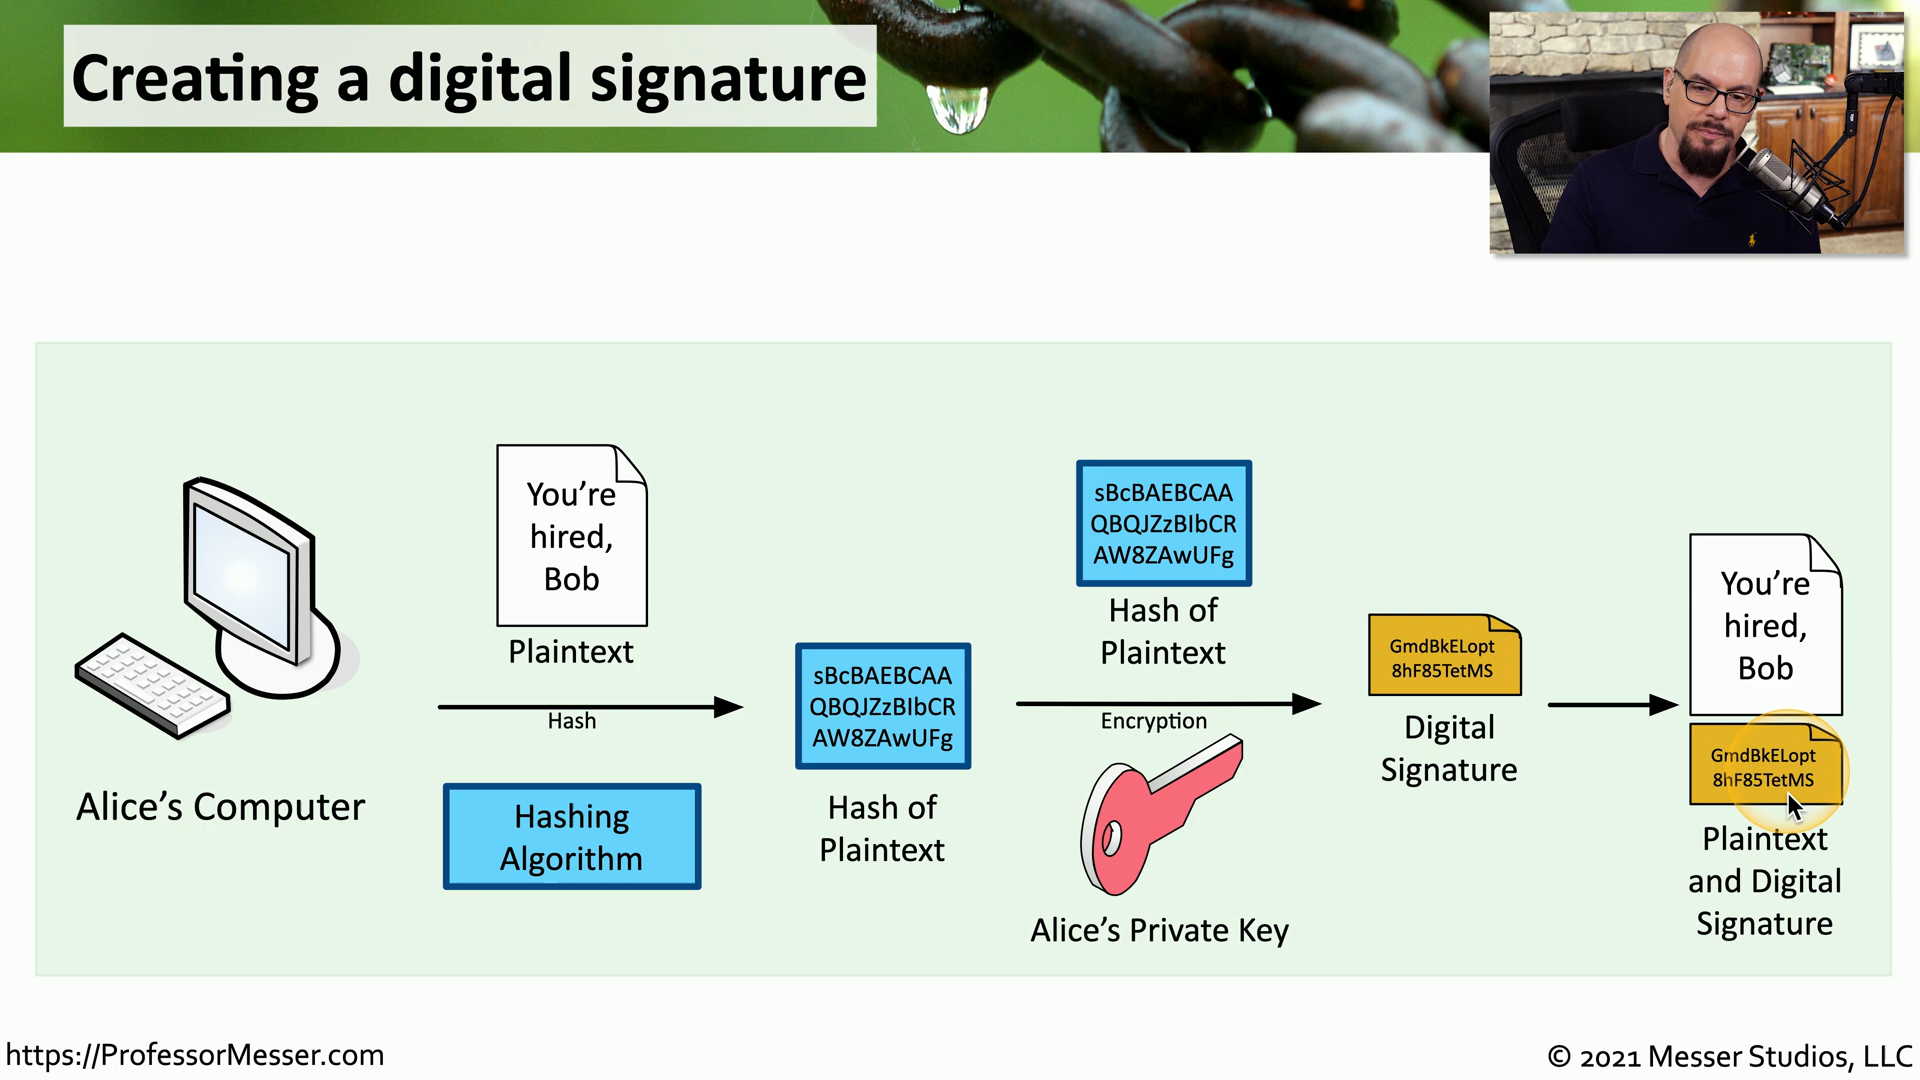 Creating a digital signature
You're
hired,
Bob
Plaintext
Hash
Hashing
Algorithm
Alice's Computer
sBcBAEBCAA
QBQJZzBIbCR
AW8ZAwUFg
Hash of
Plaintext
sBcBAEBCAA
QBQJZzBIbCR
AW8ZAwUFg
Hash of
Plaintext
Encryption
Alice's Private Key
GmdBkELopt
8hF85TetMS
Digital
Signature
You're
hired,
Bob
GmdBkELopt
8hF85TetMS
Plaintext
and Digital
Signature
https://ProfessorMesser.com
© 2021 Messer Studios, LLC